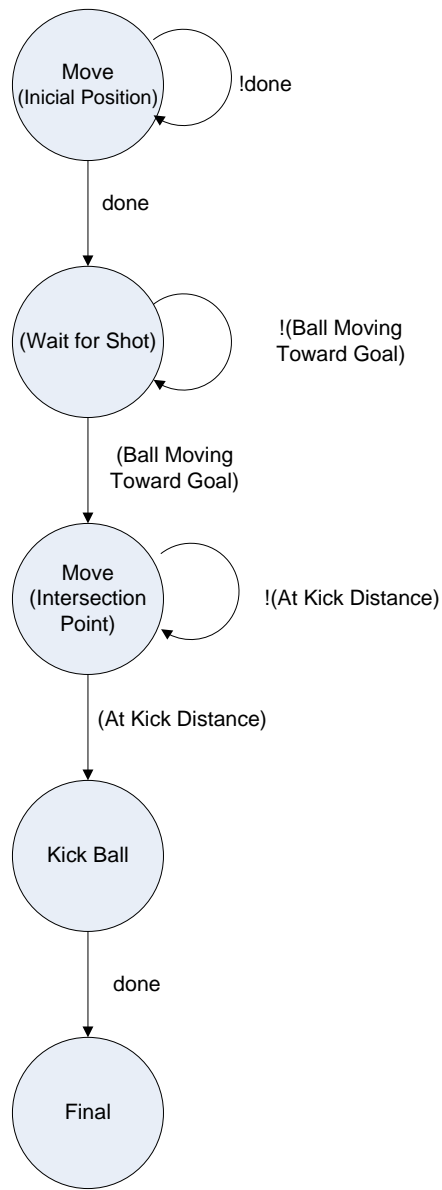 Move
(Inicial Position)
!done
done
(Wait for Shot)
!(Ball Moving
Toward Goal)
(Ball Moving
Toward Goal)
Move
(Intersection
Point)
!(At Kick Distance)
(At Kick Distance)
Kick Ball
done
Final